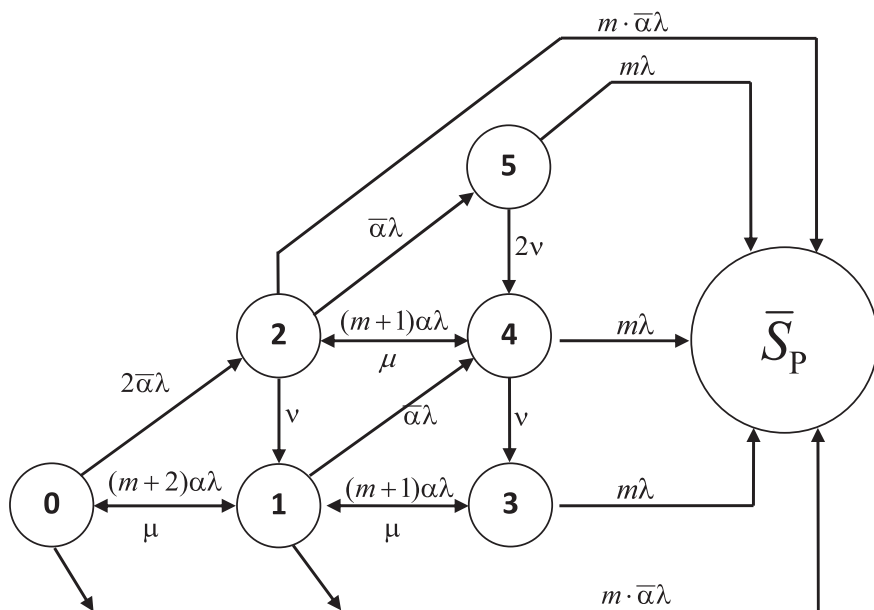 m · ᾱλ
mλ
5
ᾱλ
2ν
2
(m + 1)αλ
μ
4
mλ
S̄P
2ᾱλ
ν
ᾱλ
ν
0
(m + 2)αλ
μ
1
(m + 1)αλ
μ
3
mλ
m · ᾱλ